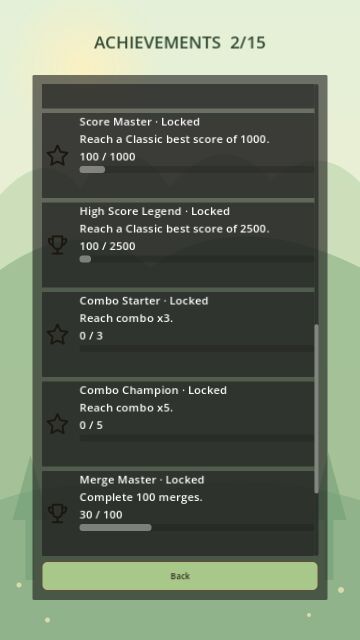 ACHIEVEMENTS 2/15
Score Master · Locked
Reach a Classic best score of 1000.
100 / 1000
High Score Legend · Locked
Reach a Classic best score of 2500.
100 / 2500
Combo Starter · Locked
Reach combo x3.
0 / 3
Combo Champion · Locked
Reach combo x5.
0 / 5
Merge Master · Locked
Complete 100 merges.
30 / 100
Back